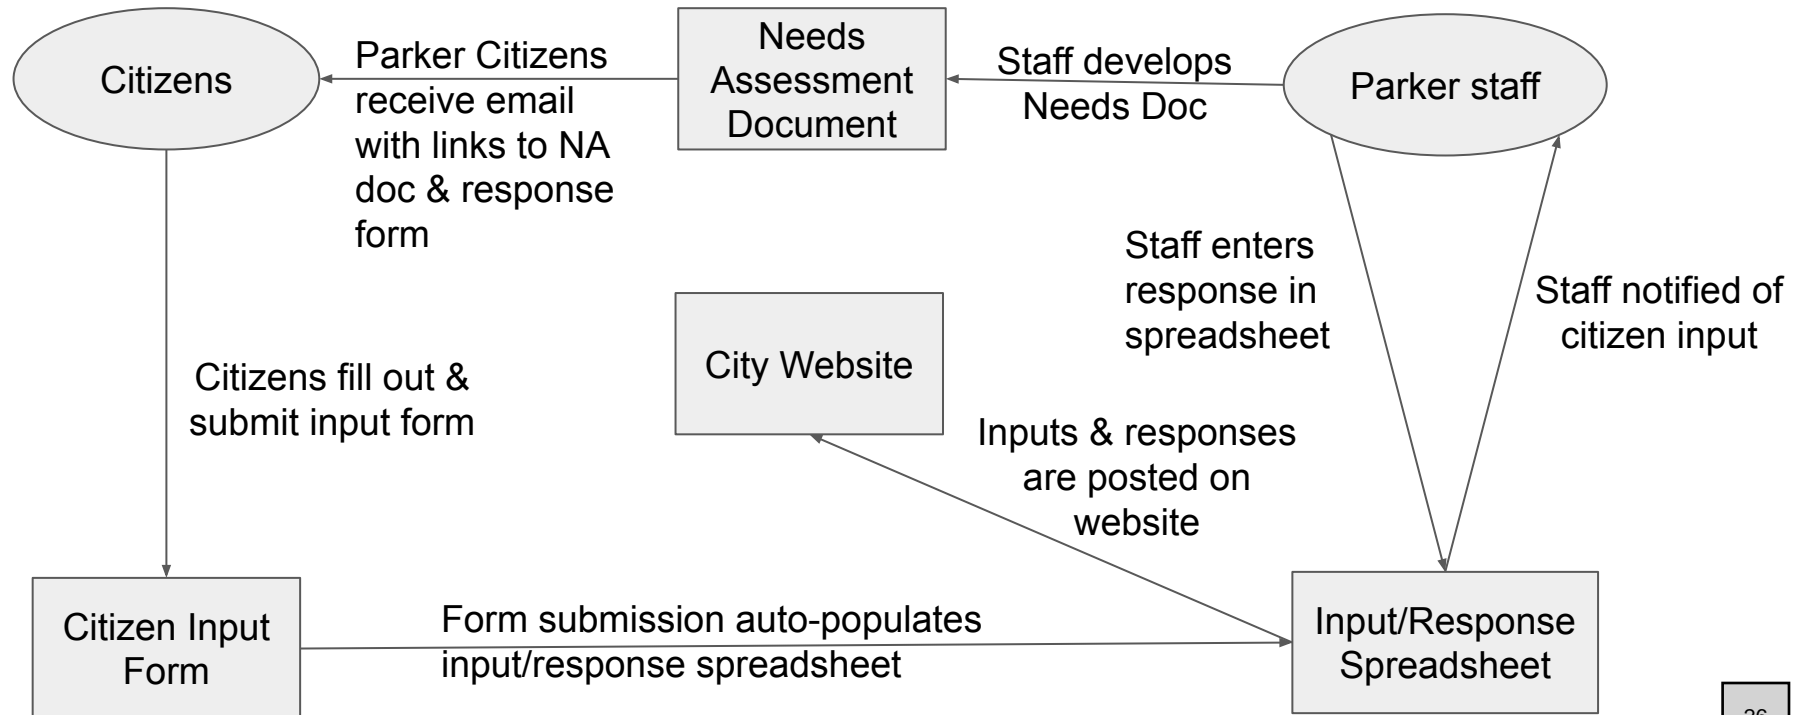 Citizens
Parker Citizens
receive email
with links to NA
doc & response
form
Needs
Assessment
Document
Staff develops
Needs Doc
Parker staff
Staff enters
response in
spreadsheet
Staff notified of
citizen input
City Website
Citizens fill out &
submit input form
Inputs & responses
are posted on
website
Citizen Input
Form
Form submission auto-populates
input/response spreadsheet
Input/Response
Spreadsheet